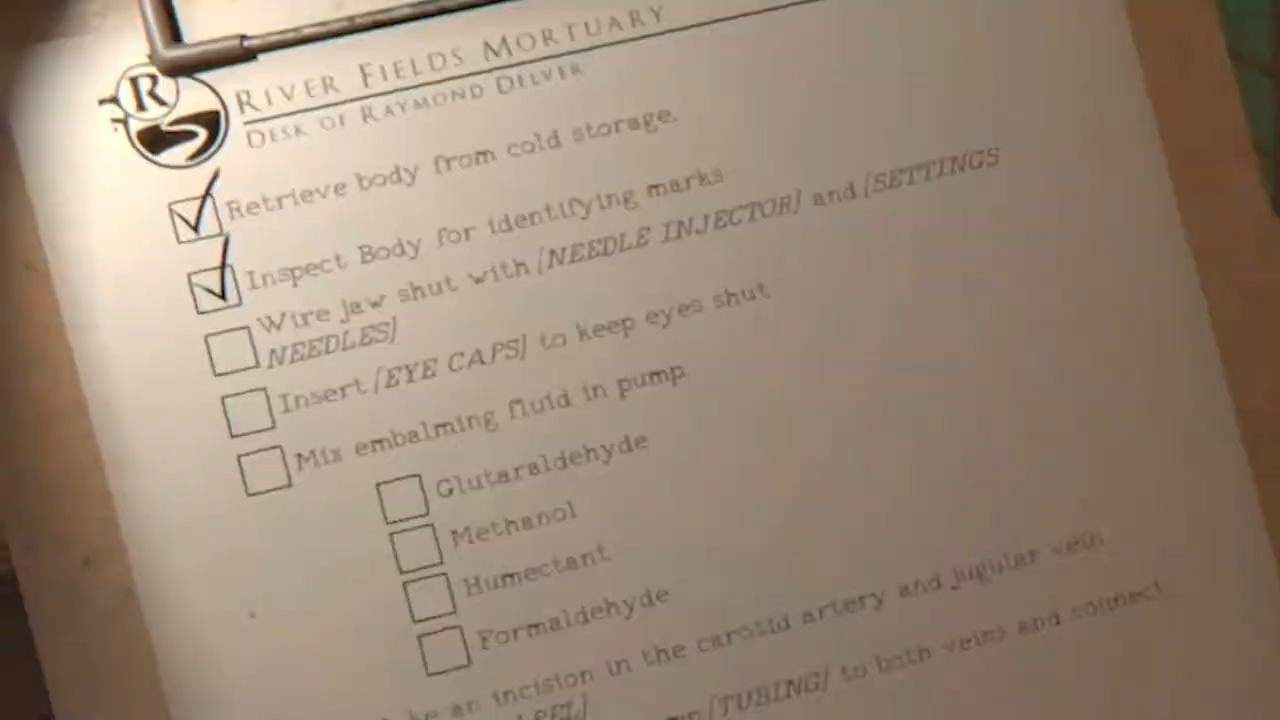 R
RIVER FIELDS MORTUARY
DESK OF RAYMOND DELVER
Retrieve body from cold storage.
Inspect Body for identifying marks
Wire jaw shut with [NEEDLE INJECTOR] and [SETTINGS
NEEDLES]
Insert [EYE CAPS] to keep eyes shut
Mix embalming fluid in pump
Glutaraldehyde
Methanol
Humectant
Formaldehyde
an incision in the carotid artery and jugular vein
[TUBING] to both veins and connect